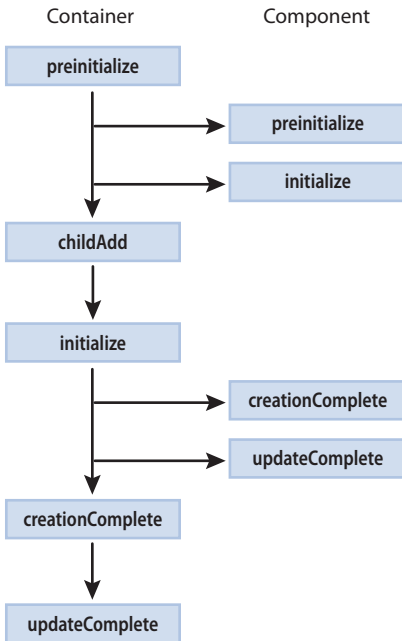 Container
Component
preinitialize
preinitialize
initialize
childAdd
initialize
creationComplete
updateComplete
creationComplete
updateComplete